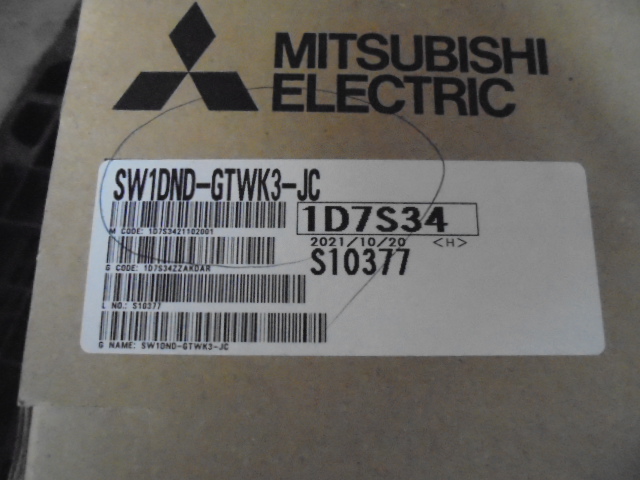 MITSUBISHI
ELECTRIC
SW1DND-GTWK3-JC
M CODE: 1D7S3421102001
1D7S34
2021/10/20 <H>
G CODE: 1D7S34ZZAKDAR
S10377
L NO.: S10377
G NAME: SW1DND-GTWK3-JC